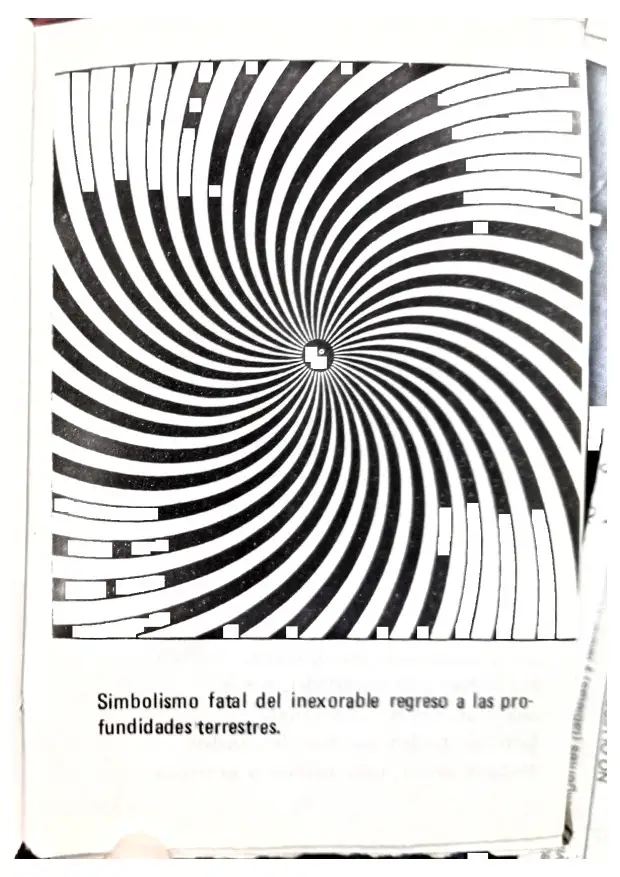 Simbolismo fatal del inexorable regreso a las pro-
fundidades terrestres.